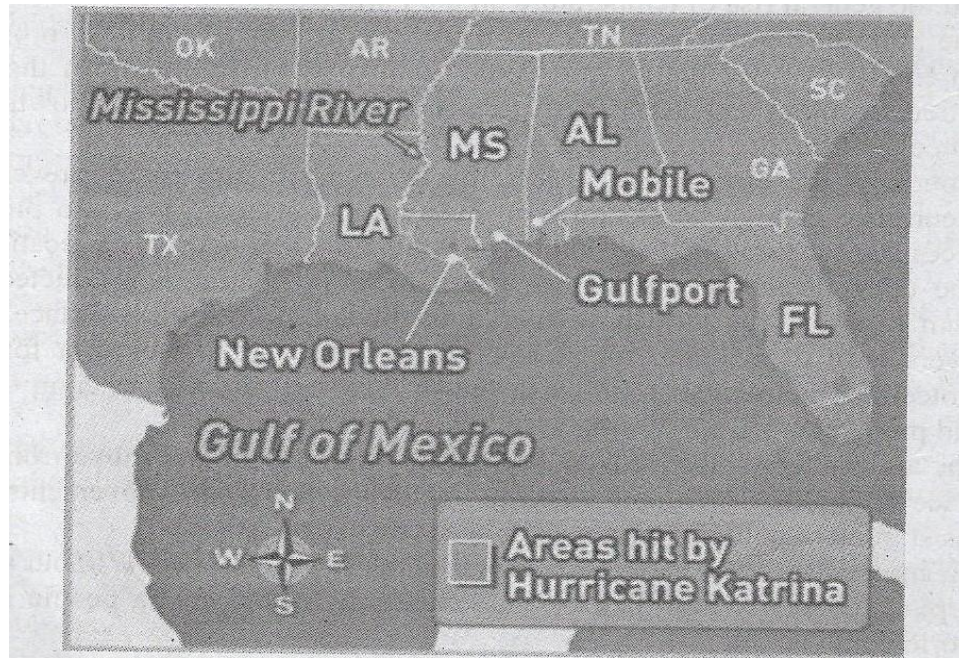 OK
AR
TN
SC
Mississippi River
MS
AL
GA
Mobile
LA
TX
Gulfport
FL
New Orleans
Gulf of Mexico
N
W
E
S
Areas hit by
Hurricane Katrina